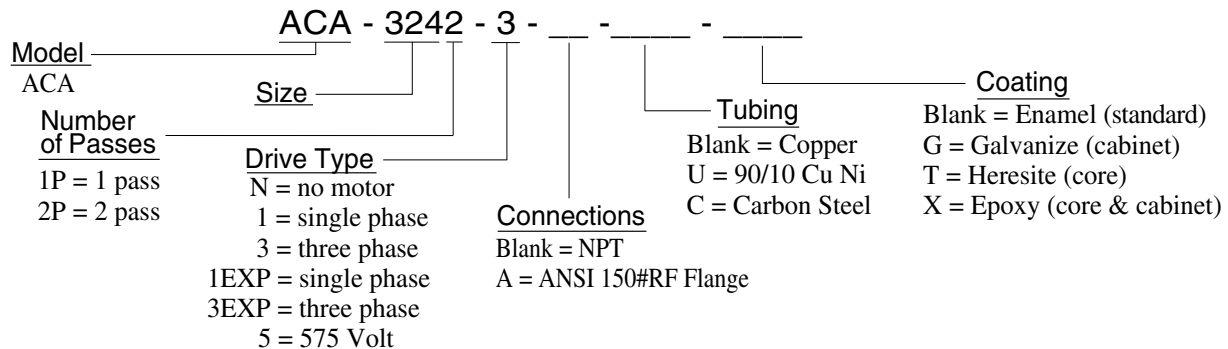 ACA - 3242 - 3 - __ -____ - ____
Model
ACA
Size
Number
of Passes
1P = 1 pass
2P = 2 pass
Drive Type
N = no motor
1 = single phase
3 = three phase
1EXP = single phase
3EXP = three phase
5 = 575 Volt
Connections
Blank = NPT
A = ANSI 150#RF Flange
Tubing
Blank = Copper
U = 90/10 Cu Ni
C = Carbon Steel
Coating
Blank = Enamel (standard)
G = Galvanize (cabinet)
T = Heresite (core)
X = Epoxy (core & cabinet)